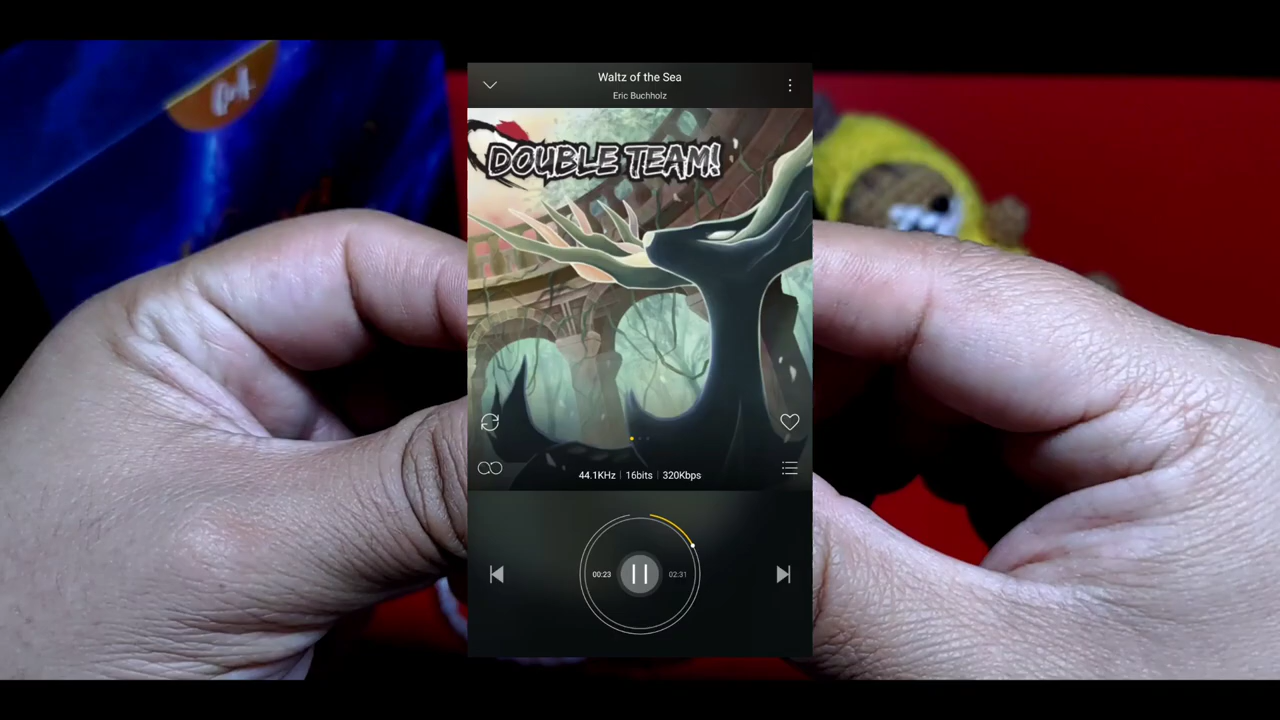 Waltz of the Sea
Eric Buchholz
DOUBLE TEAM!
44.1KHz | 16bits | 320Kbps
00:23
02:31